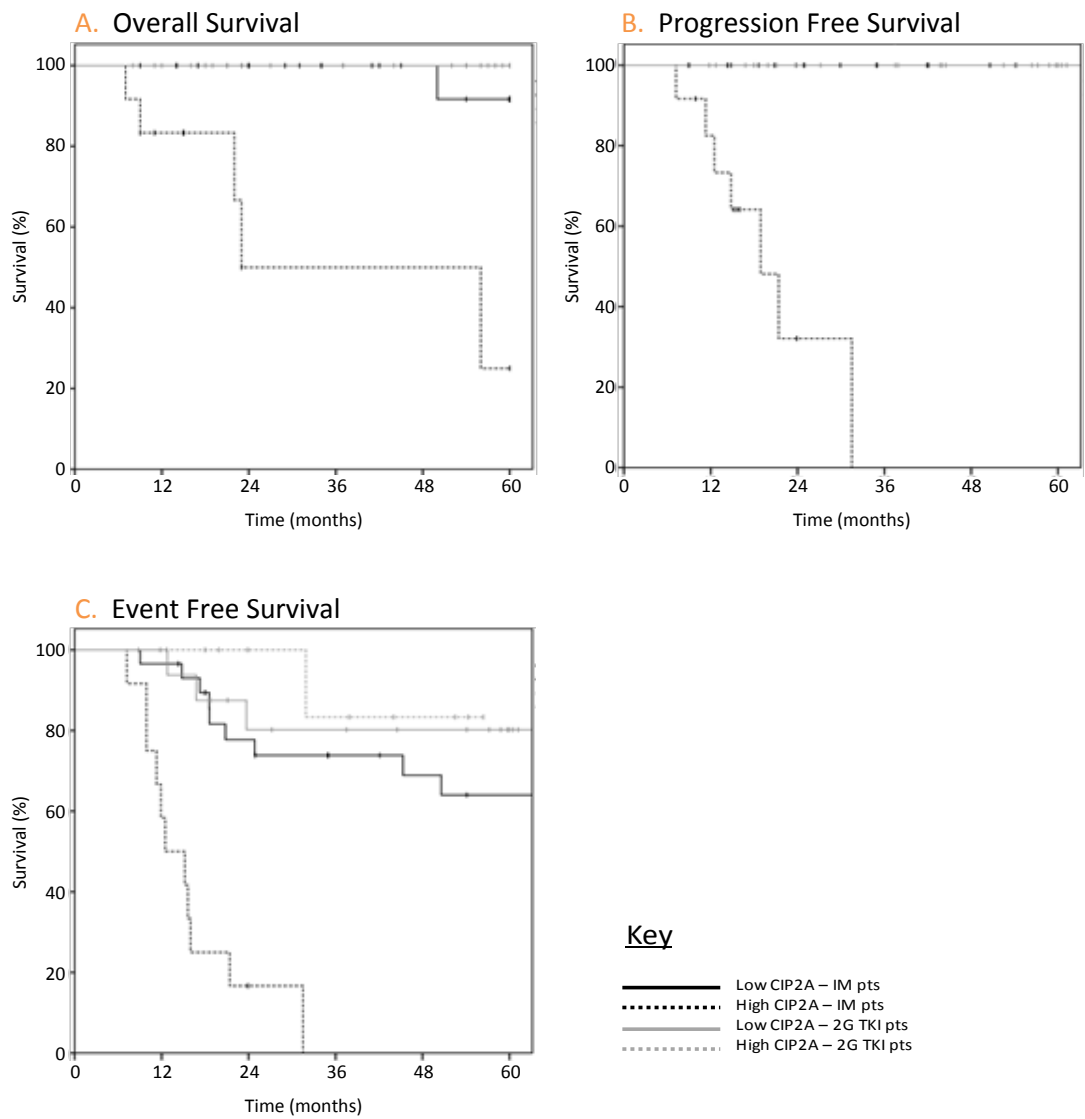 A. Overall Survival
B. Progression Free Survival
100
80
60
40
20
0
Survival (%)
0 12 24 36 48 60
Time (months)
100
80
60
40
20
0
Survival (%)
0 12 24 36 48 60
Time (months)
C. Event Free Survival
100
80
60
40
20
0
Survival (%)
0 12 24 36 48 60
Time (months)
Key
Low CIP2A – IM pts
High CIP2A – IM pts
Low CIP2A – 2G TKI pts
High CIP2A – 2G TKI pts